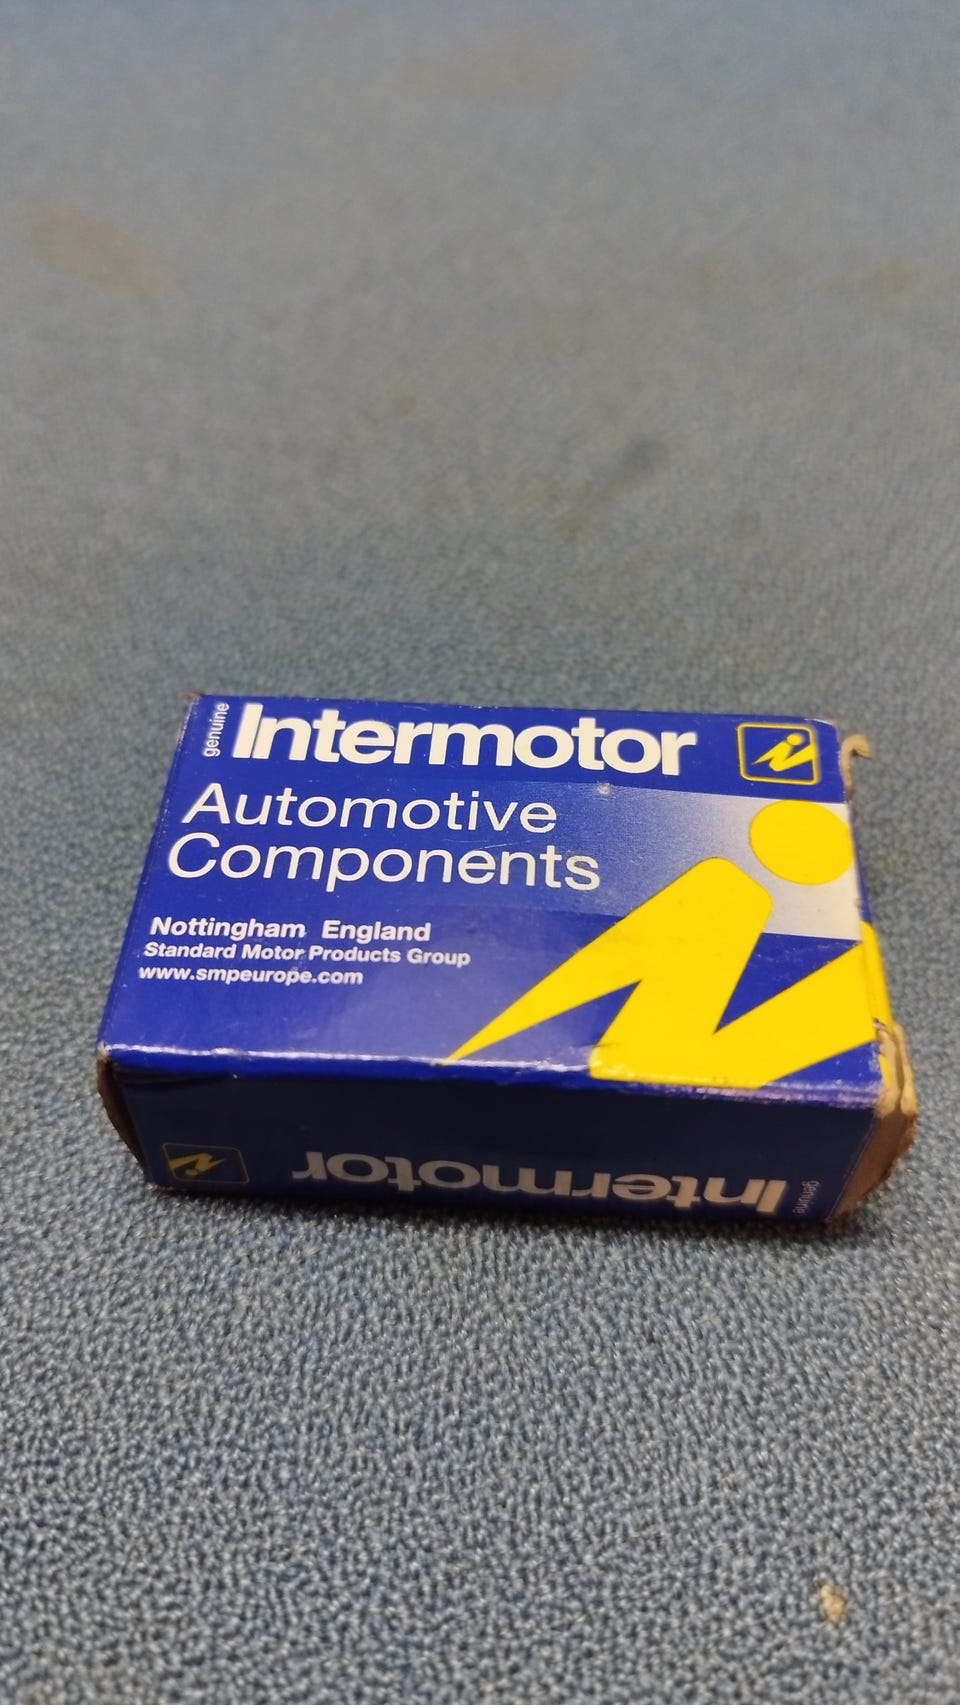 genuine
Intermotor
Automotive
Components
Nottingham England
Standard Motor Products Group
www.smpeurope.com
genuine
Intermotor